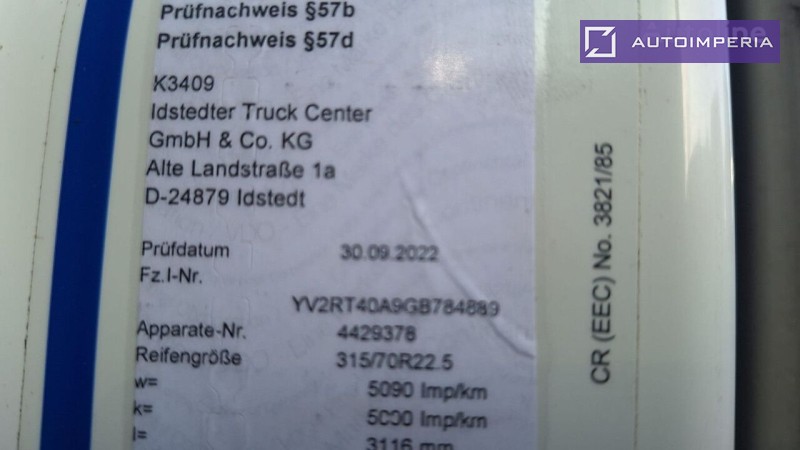 Prüfnachweis §57b
Prüfnachweis §57d
AUTOIMPERIA
K3409
Idstedter Truck Center
GmbH & Co. KG
Alte Landstraße 1a
D-24879 Idstedt
Prüfdatum 30.09.2022
Fz.I-Nr.
YV2RT40A9GB784889
Apparate-Nr. 4429378
Reifengröße 315/70R22.5
w= 5090 Imp/km
k= 5000 Imp/km
l= 3116 mm
CR (EEC) No. 3821/85